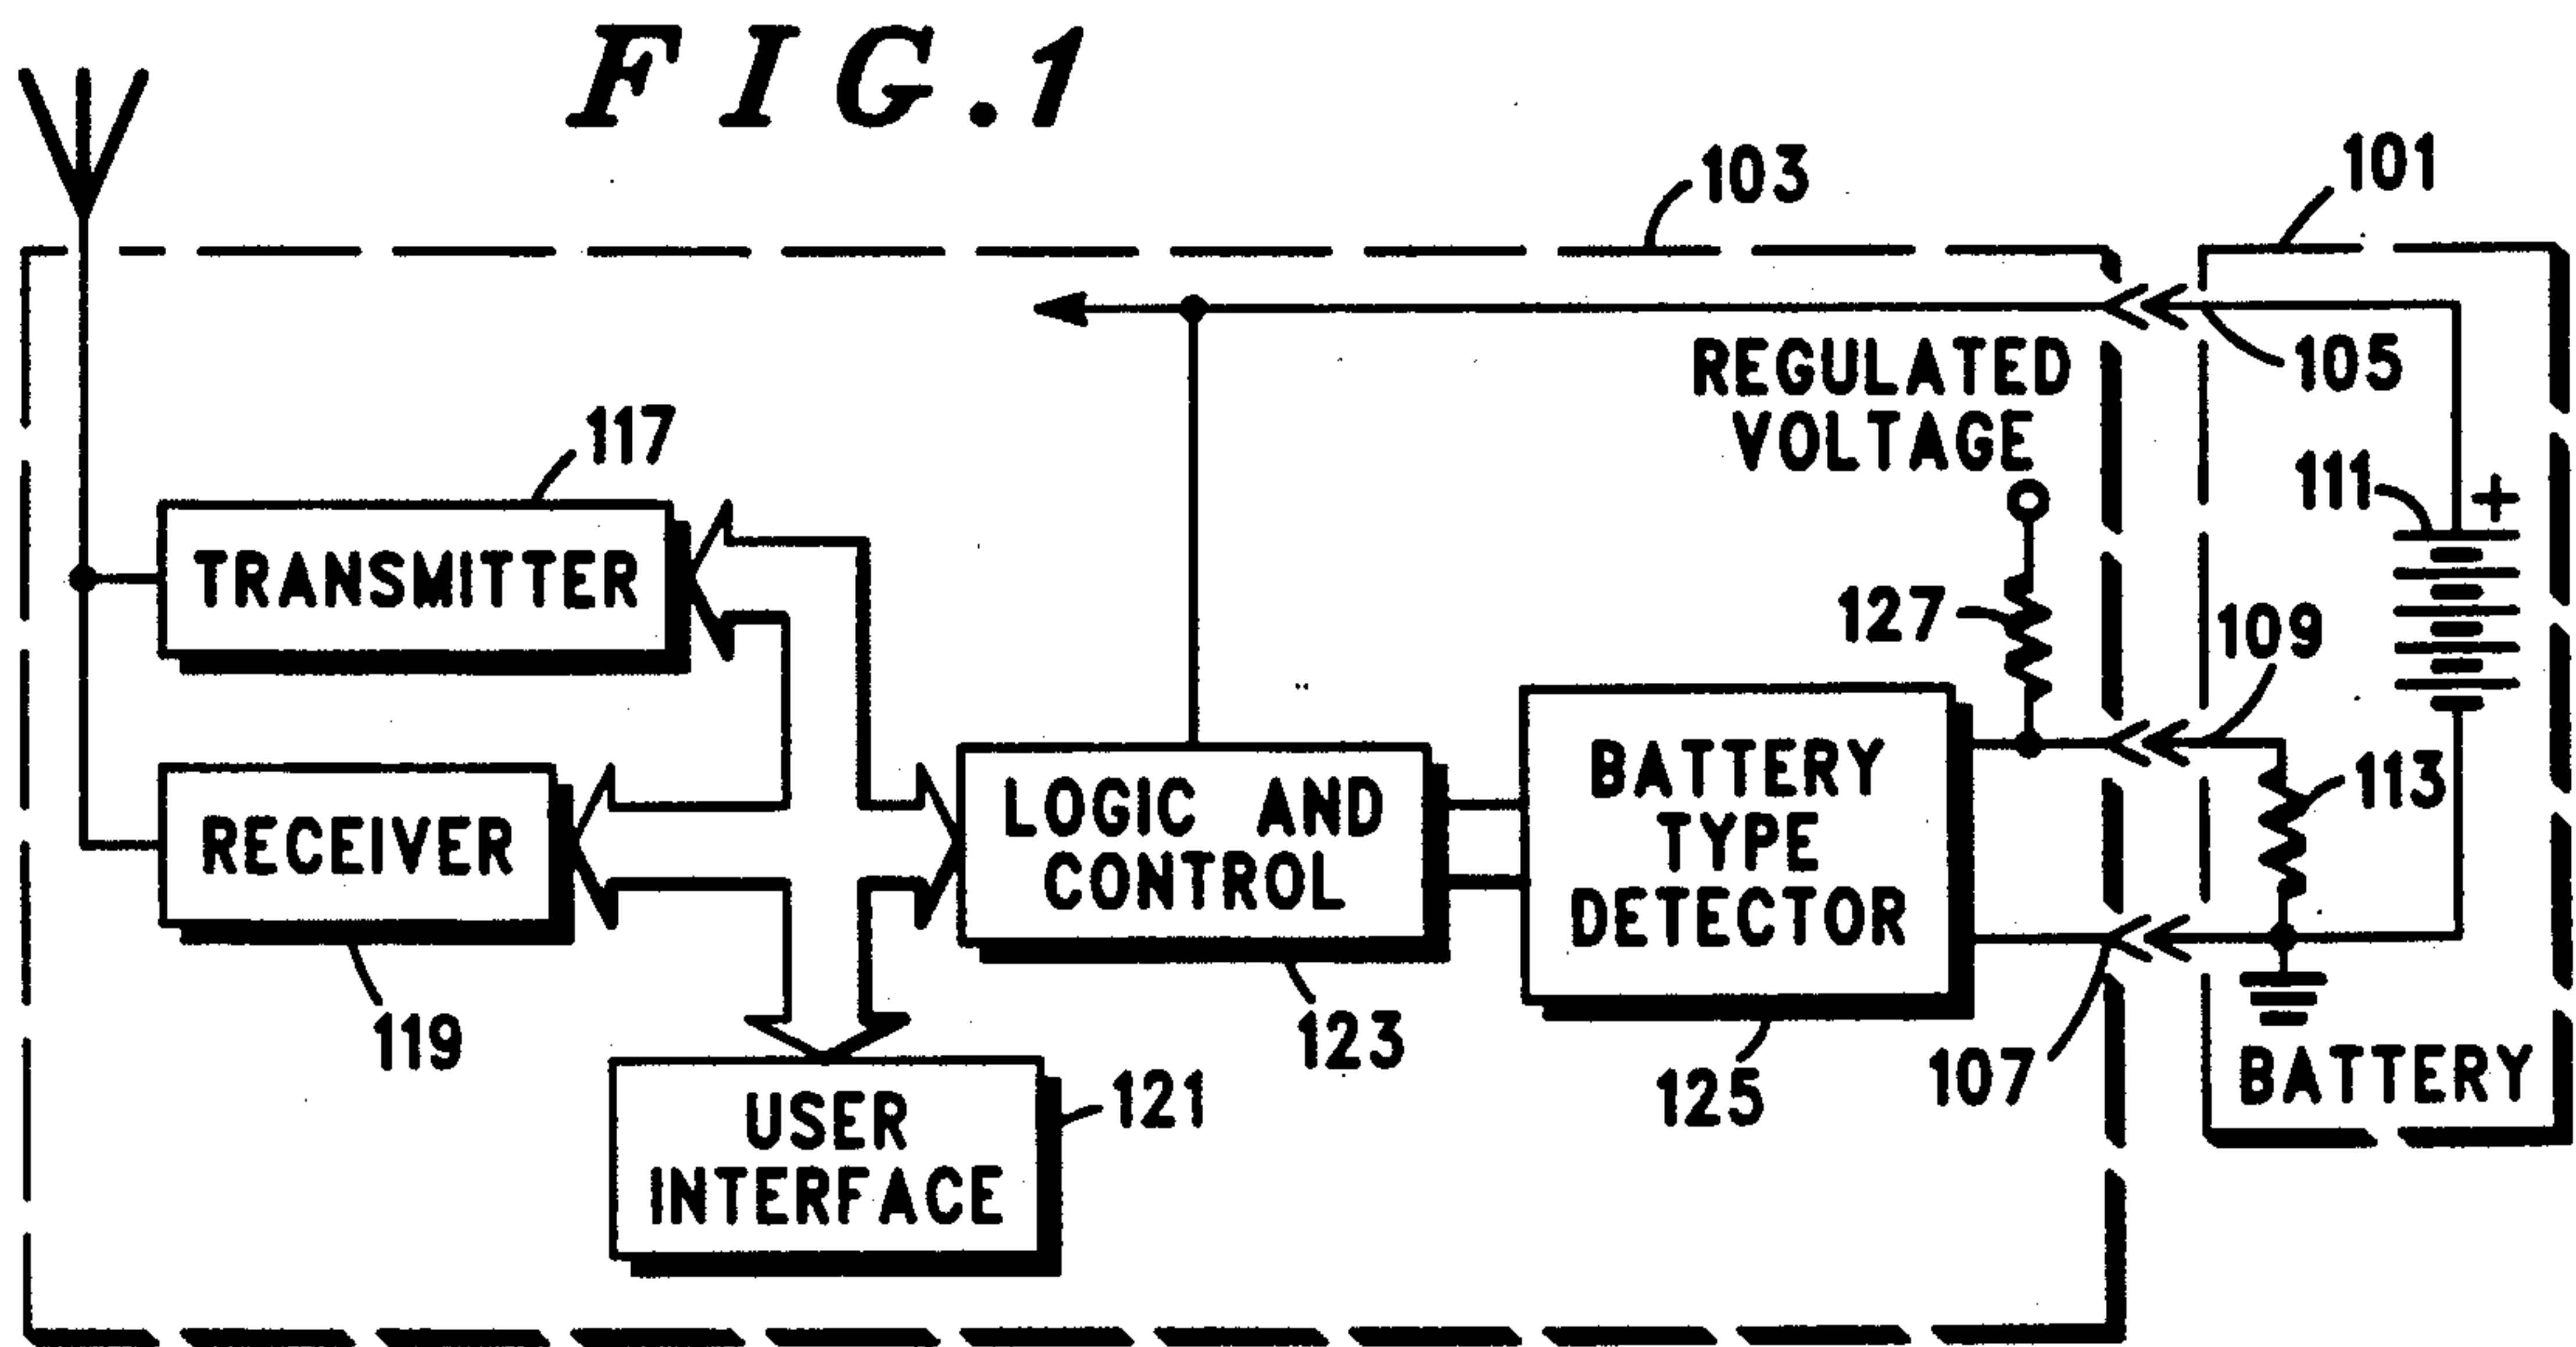 FIG.1
103
101
REGULATED
VOLTAGE
105
117
111
+
TRANSMITTER
127
109
BATTERY
TYPE
DETECTOR
113
LOGIC AND
CONTROL
RECEIVER
119
123
125
107
BATTERY
USER
INTERFACE
121